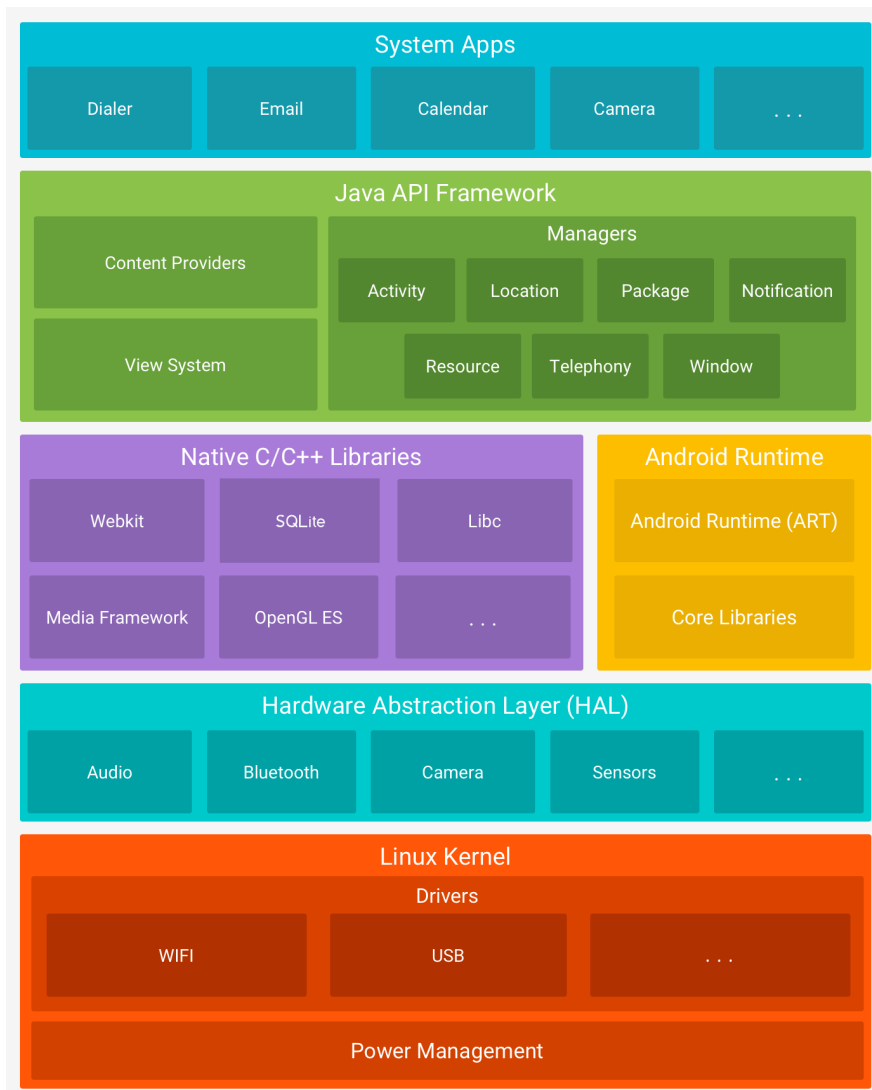 System Apps
Dialer
Email
Calendar
Camera
. . .
Java API Framework
Content Providers
View System
Managers
Activity
Location
Package
Notification
Resource
Telephony
Window
Native C/C++ Libraries
Webkit
SQLite
Libc
Media Framework
OpenGL ES
. . .
Android Runtime
Android Runtime (ART)
Core Libraries
Hardware Abstraction Layer (HAL)
Audio
Bluetooth
Camera
Sensors
. . .
Linux Kernel
Drivers
WIFI
USB
. . .
Power Management